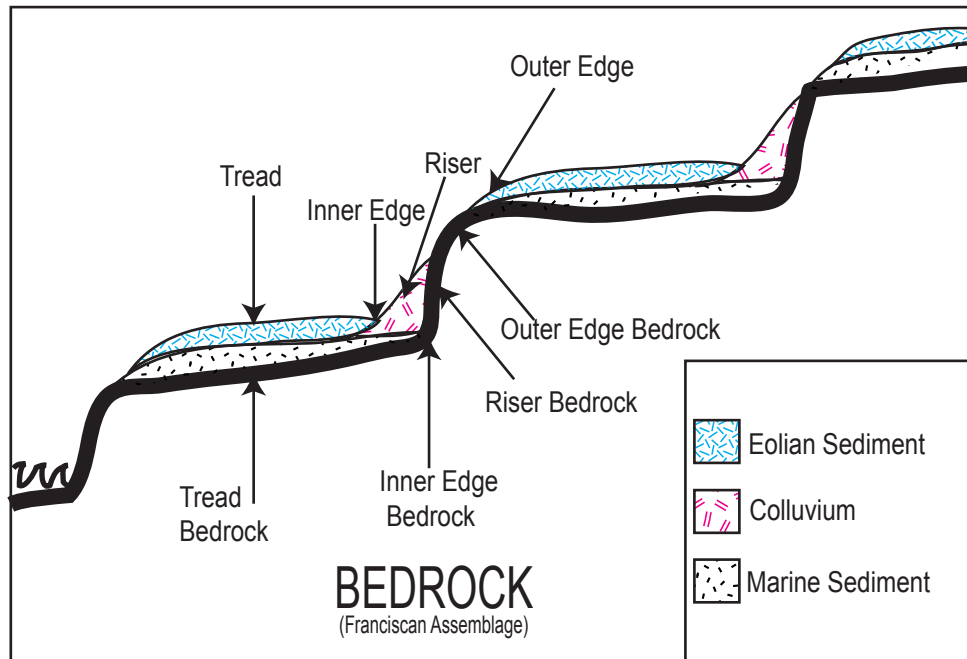 Outer Edge
Riser
Tread
Inner Edge
Outer Edge Bedrock
Riser Bedrock
Inner Edge
Bedrock
Tread
Bedrock
BEDROCK
(Franciscan Assemblage)
Eolian Sediment
Colluvium
Marine Sediment